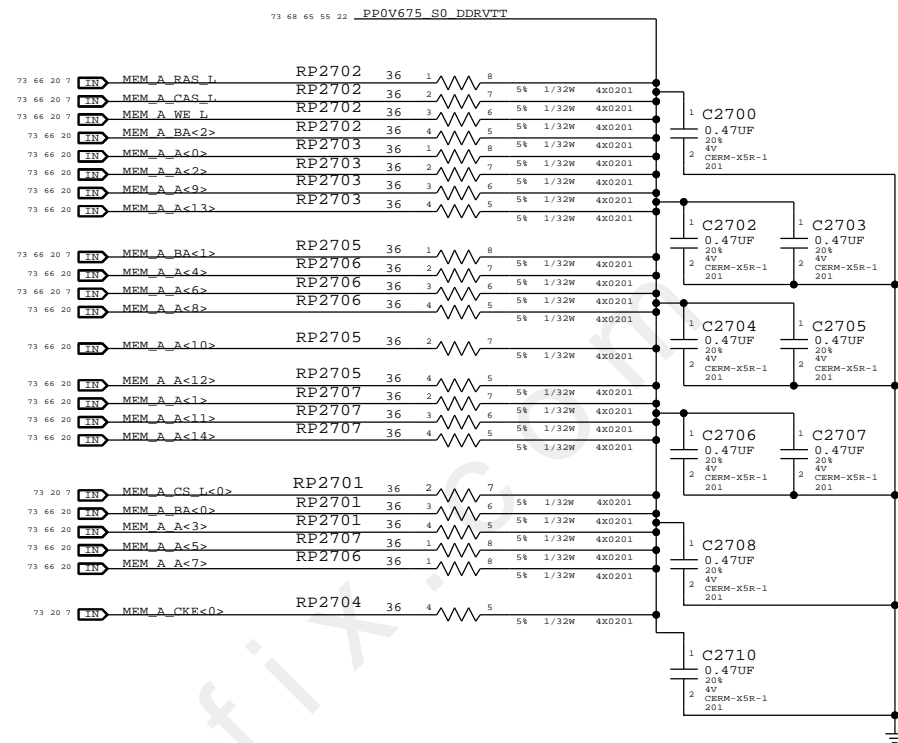 73 68 65 55 22 PP0V675_S0_DDRVTT
73 66 20 7 IN MEM_A_RAS_L RP2702 36 1 8 5% 1/32W 4X0201
73 66 20 7 IN MEM_A_CAS_L RP2702 36 2 7 5% 1/32W 4X0201
73 66 20 7 IN MEM_A_WE_L RP2702 36 3 6 5% 1/32W 4X0201
73 66 20 IN MEM_A_BA<2> RP2702 36 4 5 5% 1/32W 4X0201
73 66 20 IN MEM_A_A<0> RP2703 36 1 8 5% 1/32W 4X0201
73 66 20 IN MEM_A_A<2> RP2703 36 2 7 5% 1/32W 4X0201
73 66 20 IN MEM_A_A<9> RP2703 36 3 6 5% 1/32W 4X0201
73 66 20 IN MEM_A_A<13> RP2703 36 4 5 5% 1/32W 4X0201
73 66 20 7 IN MEM_A_BA<1> RP2705 36 1 8 5% 1/32W 4X0201
73 66 20 IN MEM_A_A<4> RP2706 36 2 7 5% 1/32W 4X0201
73 66 20 7 IN MEM_A_A<6> RP2706 36 3 6 5% 1/32W 4X0201
73 66 20 IN MEM_A_A<8> RP2706 36 4 5 5% 1/32W 4X0201
73 66 20 IN MEM_A_A<10> RP2705 36 2 7 5% 1/32W 4X0201
73 66 20 IN MEM_A_A<12> RP2705 36 4 5 5% 1/32W 4X0201
73 66 20 IN MEM_A_A<1> RP2707 36 2 7 5% 1/32W 4X0201
73 66 20 IN MEM_A_A<11> RP2707 36 3 6 5% 1/32W 4X0201
73 66 20 IN MEM_A_A<14> RP2707 36 4 5 5% 1/32W 4X0201
73 20 7 IN MEM_A_CS_L<0> RP2701 36 2 7 5% 1/32W 4X0201
73 66 20 IN MEM_A_BA<0> RP2701 36 3 6 5% 1/32W 4X0201
73 66 20 IN MEM_A_A<3> RP2701 36 4 5 5% 1/32W 4X0201
73 66 20 IN MEM_A_A<5> RP2707 36 1 8 5% 1/32W 4X0201
73 66 20 IN MEM_A_A<7> RP2706 36 1 8 5% 1/32W 4X0201
73 20 7 IN MEM_A_CKE<0> RP2704 36 4 5 5% 1/32W 4X0201
1 C2700
0.47UF
20%
4V
2 CERM-X5R-1
201
1 C2702
0.47UF
20%
4V
2 CERM-X5R-1
201
1 C2703
0.47UF
20%
4V
2 CERM-X5R-1
201
1 C2704
0.47UF
20%
4V
2 CERM-X5R-1
201
1 C2705
0.47UF
20%
4V
2 CERM-X5R-1
201
1 C2706
0.47UF
20%
4V
2 CERM-X5R-1
201
1 C2707
0.47UF
20%
4V
2 CERM-X5R-1
201
1 C2708
0.47UF
20%
4V
2 CERM-X5R-1
201
1 C2710
0.47UF
20%
4V
2 CERM-X5R-1
201
fix.com